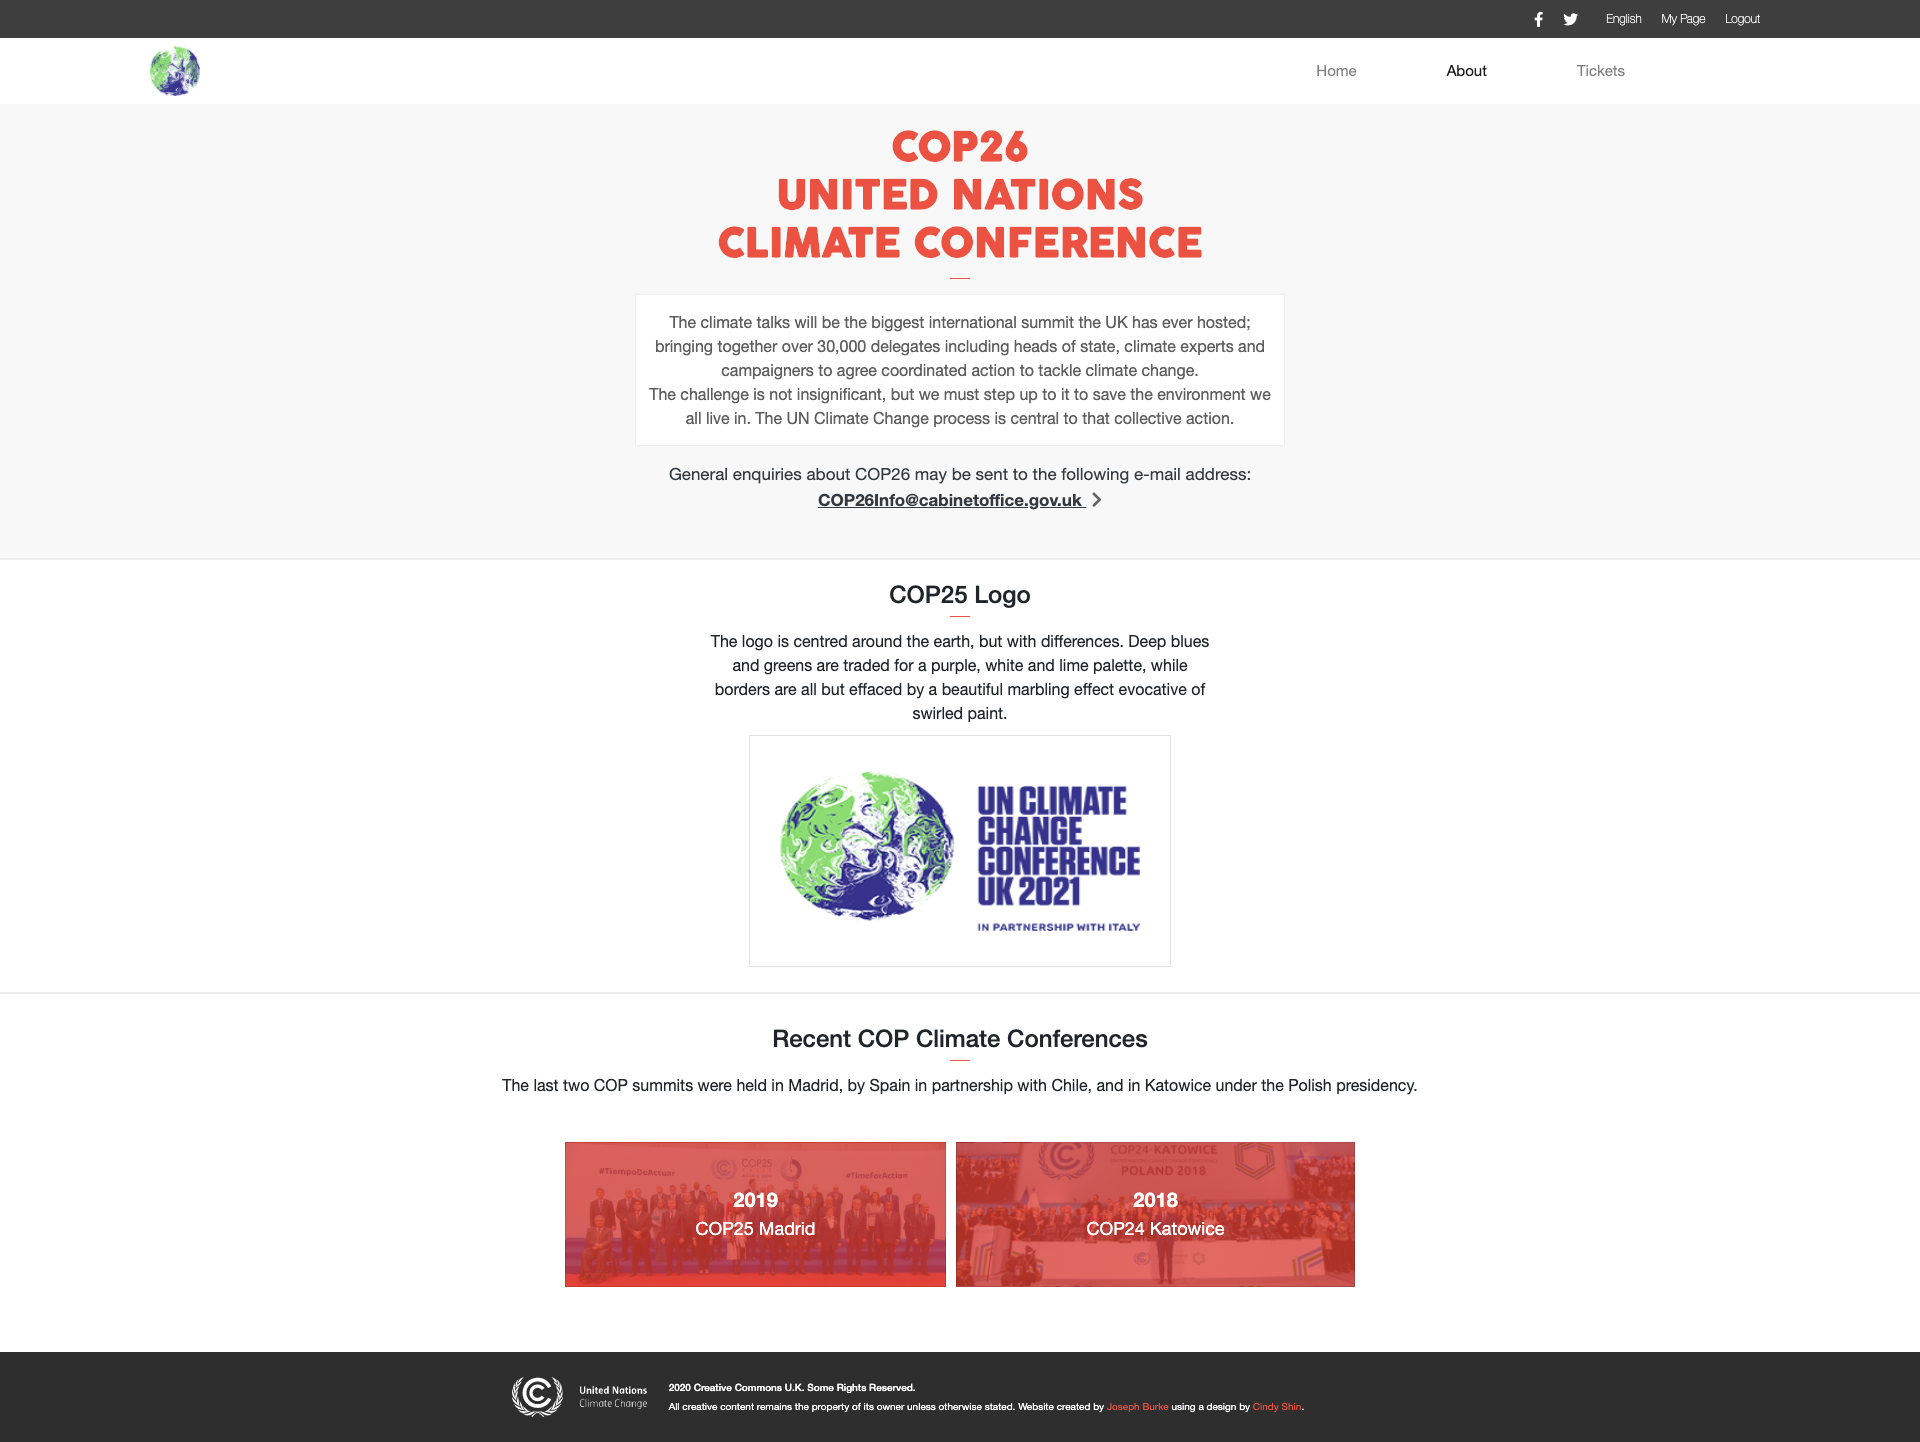 English My Page Logout
Home About Tickets
COP26
UNITED NATIONS
CLIMATE CONFERENCE
The climate talks will be the biggest international summit the UK has ever hosted;
bringing together over 30,000 delegates including heads of state, climate experts and
campaigners to agree coordinated action to tackle climate change.
The challenge is not insignificant, but we must step up to it to save the environment we
all live in. The UN Climate Change process is central to that collective action.
General enquiries about COP26 may be sent to the following e-mail address:
COP26Info@cabinetoffice.gov.uk
COP25 Logo
The logo is centred around the earth, but with differences. Deep blues
and greens are traded for a purple, white and lime palette, while
borders are all but effaced by a beautiful marbling effect evocative of
swirled paint.
UN CLIMATE
CHANGE
CONFERENCE
UK 2021
IN PARTNERSHIP WITH ITALY
Recent COP Climate Conferences
The last two COP summits were held in Madrid, by Spain in partnership with Chile, and in Katowice under the Polish presidency.
#TiempoDeActuar
COP25
#TimeForAction
2019
COP25 Madrid
COP24·KATOWICE
POLAND 2018
2018
COP24 Katowice
United Nations
Climate Change
2020 Creative Commons U.K. Some Rights Reserved.
All creative content remains the property of its owner unless otherwise stated. Website created by Joseph Burke using a design by Cindy Shin.